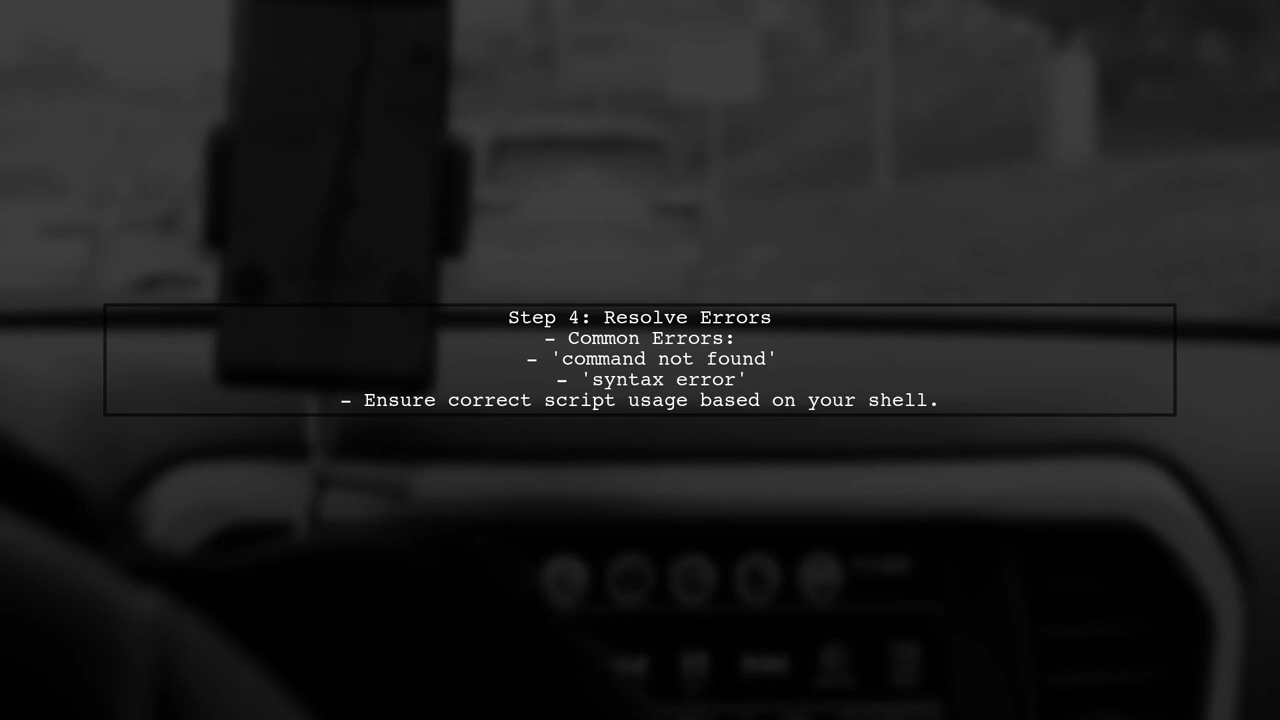 Step 4: Resolve Errors
- Common Errors:
- 'command not found'
- 'syntax error'
- Ensure correct script usage based on your shell.